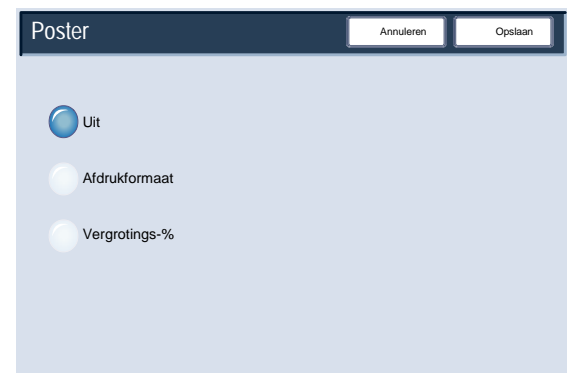 Poster Annuleren Opslaan
Uit
Afdrukformaat
Vergrotings-%